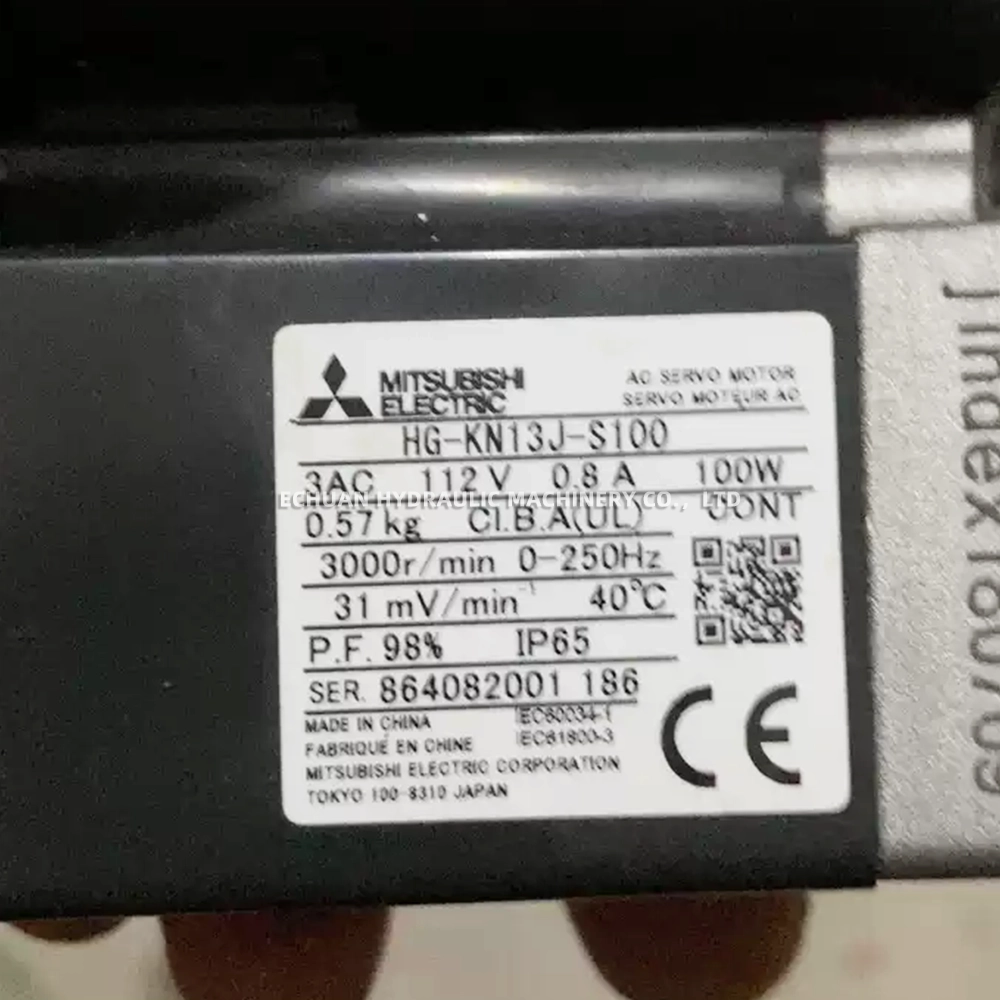 MITSUBISHI
ELECTRIC
AC SERVO MOTOR
SERVO MOTEUR AC
HG-KN13J-S100
3AC 112 V 0.8 A 100W
ECHUAN HYDRAULIC MACHINERY CO., LTD
0.57kg Cl.B.A(UL) CONT
3000r/min 0-250Hz
31 mV/min⁻¹ 40℃
P.F. 98% IP65
SER. 864082001 186
MADE IN CHINA IEC60034-1
FABRIQUÉ EN CHINE IEC61800-3
MITSUBISHI ELECTRIC CORPORATION
TOKYO 100-8310 JAPAN
CE